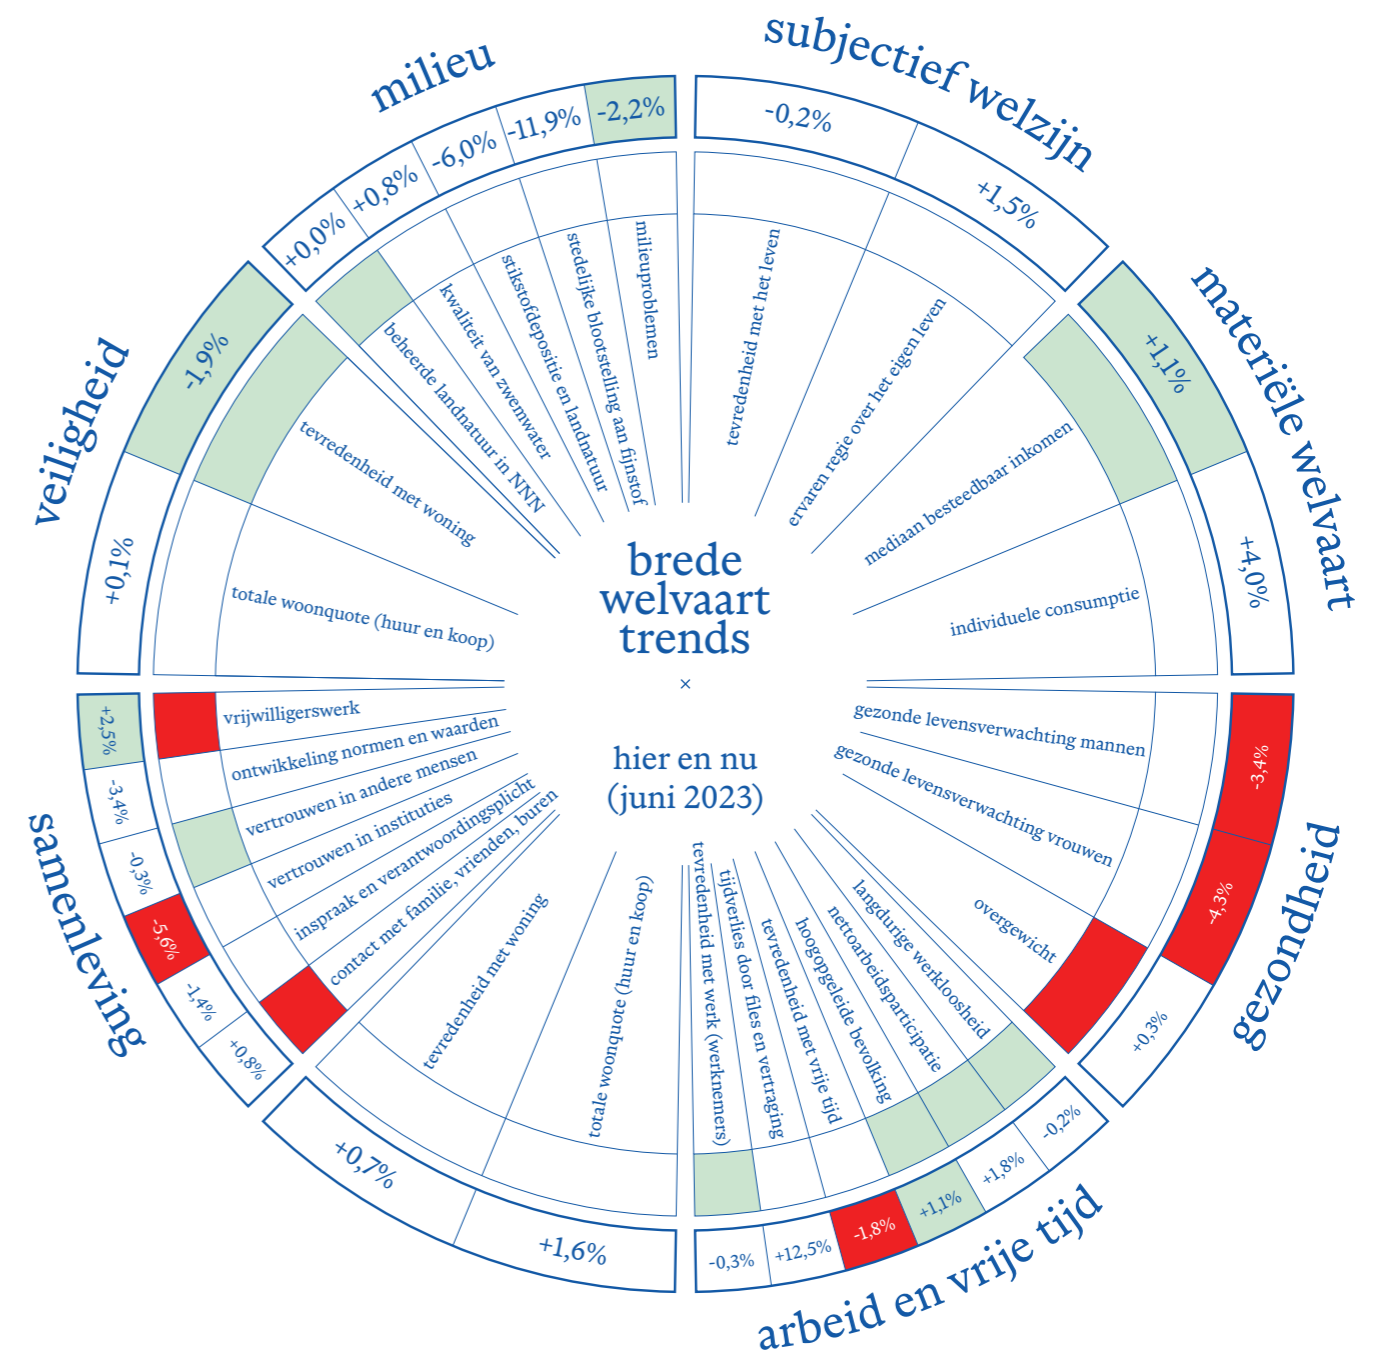 brede
welvaart
trends
×
hier en nu
(juni 2023)
subjectief welzijn
-0,2%
+1,5%
tevredenheid met het leven
ervaren regie over het eigen leven
materiële welvaart
+1,1%
+4,0%
mediaan besteedbaar inkomen
individuele consumptie
gezondheid
-3,4%
-4,3%
+0,3%
gezonde levensverwachting mannen
gezonde levensverwachting vrouwen
overgewicht
arbeid en vrije tijd
-0,2%
+1,8%
+1,1%
-1,8%
+12,5%
-0,3%
langdurige werkloosheid
nettoarbeidsparticipatie
hoogopgeleide bevolking
tevredenheid met vrije tijd
tijdverlies door files en vertraging
tevredenheid met werk (werknemers)
+1,6%
+0,7%
totale woonquote (huur en koop)
tevredenheid met woning
samenleving
+0,8%
-1,4%
-5,6%
-0,3%
-3,4%
+2,5%
contact met familie, vrienden, buren
inspraak en verantwoordingsplicht
vertrouwen in instituties
vertrouwen in andere mensen
ontwikkeling normen en waarden
vrijwilligerswerk
veiligheid
+0,1%
-1,9%
totale woonquote (huur en koop)
tevredenheid met woning
milieu
+0,0%
+0,8%
-6,0%
-11,9%
-2,2%
beheerde landnatuur in NNN
kwaliteit van zwemwater
stikstofdepositie en landnatuur
stedelijke blootstelling aan fijnstof
milieuproblemen